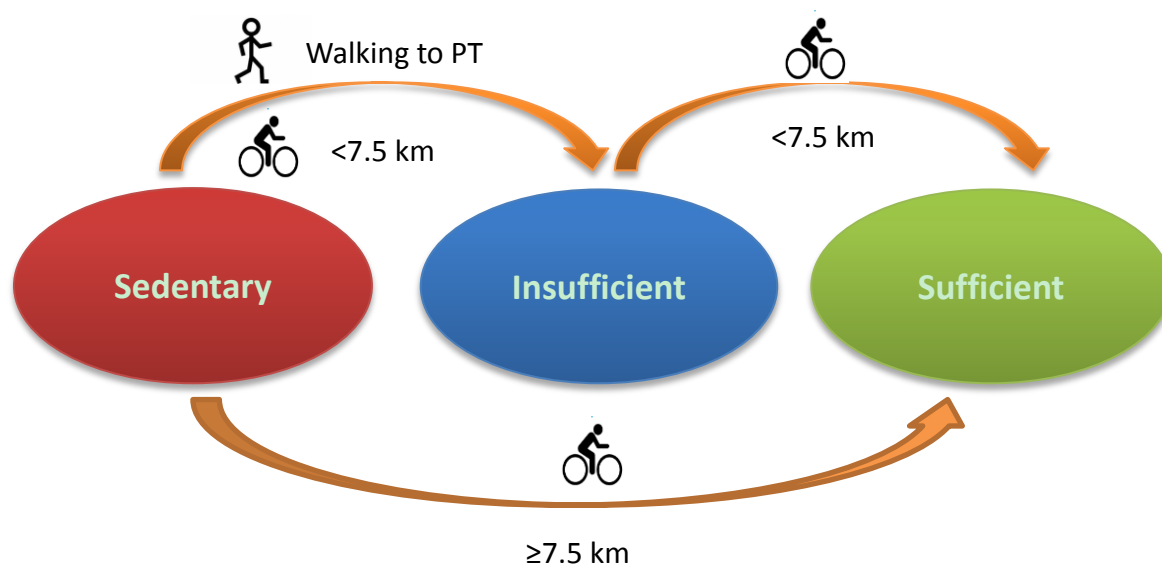 Walking to PT
<7.5 km
<7.5 km
Sedentary
Insufficient
Sufficient
≥7.5 km